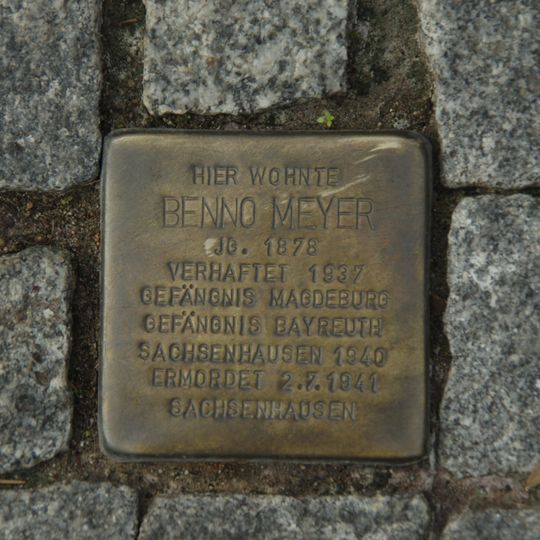 HIER WOHNTE
BENNO MEYER
JG. 1878
VERHAFTET 1937
GEFÄNGNIS MAGDEBURG
GEFÄNGNIS BAYREUTH
SACHSENHAUSEN 1940
ERMORDET 2.7.1941
SACHSENHAUSEN